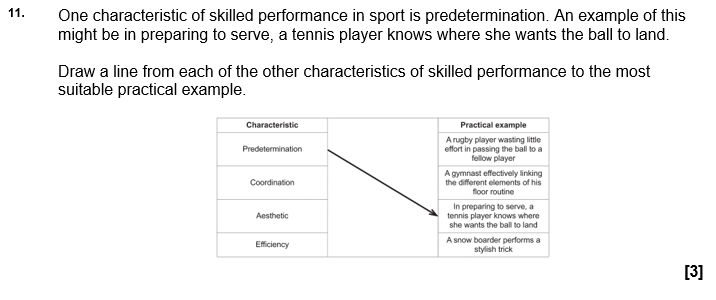 11. One characteristic of skilled performance in sport is predetermination. An example of this
might be in preparing to serve, a tennis player knows where she wants the ball to land.
Draw a line from each of the other characteristics of skilled performance to the most
suitable practical example.
Characteristic
Practical example
Predetermination
A rugby player wasting little
effort in passing the ball to a
fellow player
Coordination
A gymnast effectively linking
the different elements of his
floor routine
Aesthetic
In preparing to serve, a
tennis player knows where
she wants the ball to land
Efficiency
A snow boarder performs a
stylish trick
[3]